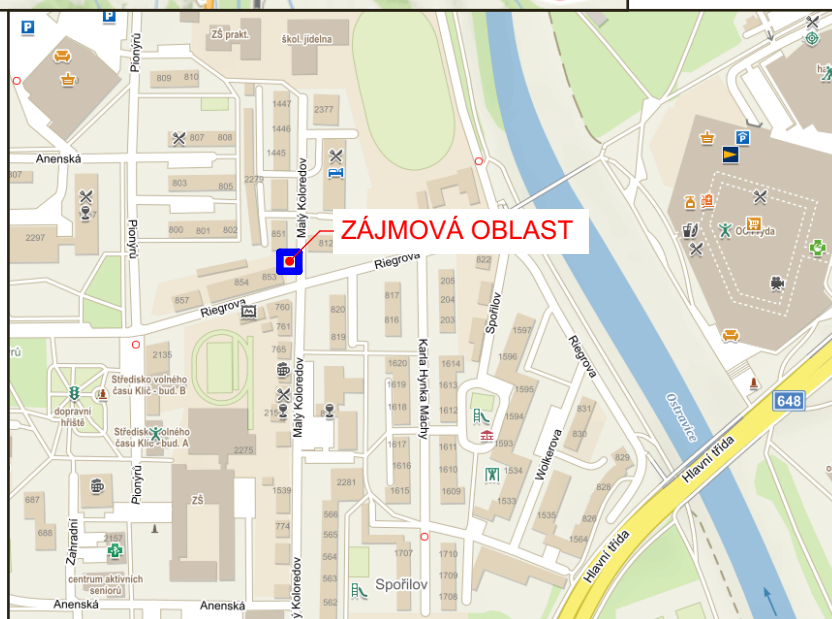 P
P
ZŠ prakt.
škol. jídelna
Pionýrů
809
810
1447
2377
1446
807
808
1445
Anenská
2279
803
805
Malý Koloredov
2297
Pionýrů
800
801
802
851
812
ZÁJMOVÁ OBLAST
P
648
Riegrova
822
853
854
857
Riegrova
760
761
765
820
819
817
816
205
204
203
Spořilov
1597
1596
1595
1594
1593
Riegrova
Ostravice
2135
Středisko volného
času Klíč - bud. B
dopravní
hřiště
Středisko volného
času Klíč - bud. A
Malý Koloredov
Karla Hynka Máchy
1620
1619
1618
1617
1616
1615
1614
1613
1612
1611
1610
1609
831
830
829
828
826
Wolkerova
1534
1533
1535
1564
Hlavní třída
Hlavní třída
2275
2281
ZŠ
1539
774
687
688
Zahradní
Pionýrů
2157
centrum aktivních
seniorů
Anenská
Anenská
566
565
564
563
562
1707
1710
1709
1708
Spořilov
ý Koloredov